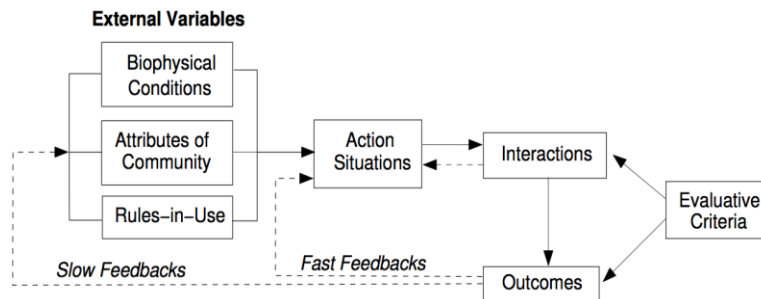 External Variables
Biophysical
Conditions
Attributes of
Community
Rules-in-Use
Action
Situations
Interactions
Evaluative
Criteria
Slow Feedbacks
Fast Feedbacks
Outcomes